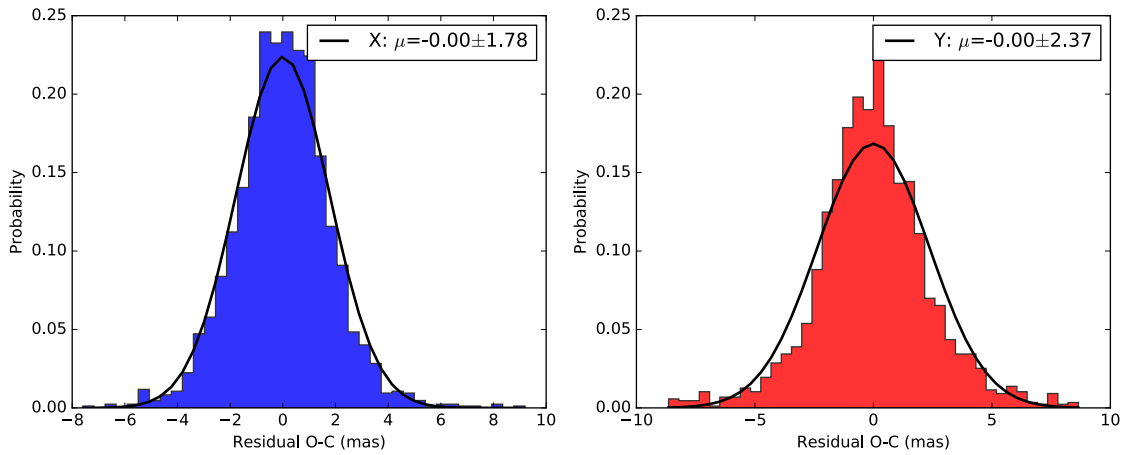 X: μ=-0.00±1.78
0.25
0.20
0.15
0.10
0.05
0.00
Probability
−8 −6 −4 −2 0 2 4 6 8 10
Residual O-C (mas)
Y: μ=-0.00±2.37
0.25
0.20
0.15
0.10
0.05
0.00
Probability
−10 −5 0 5 10
Residual O-C (mas)